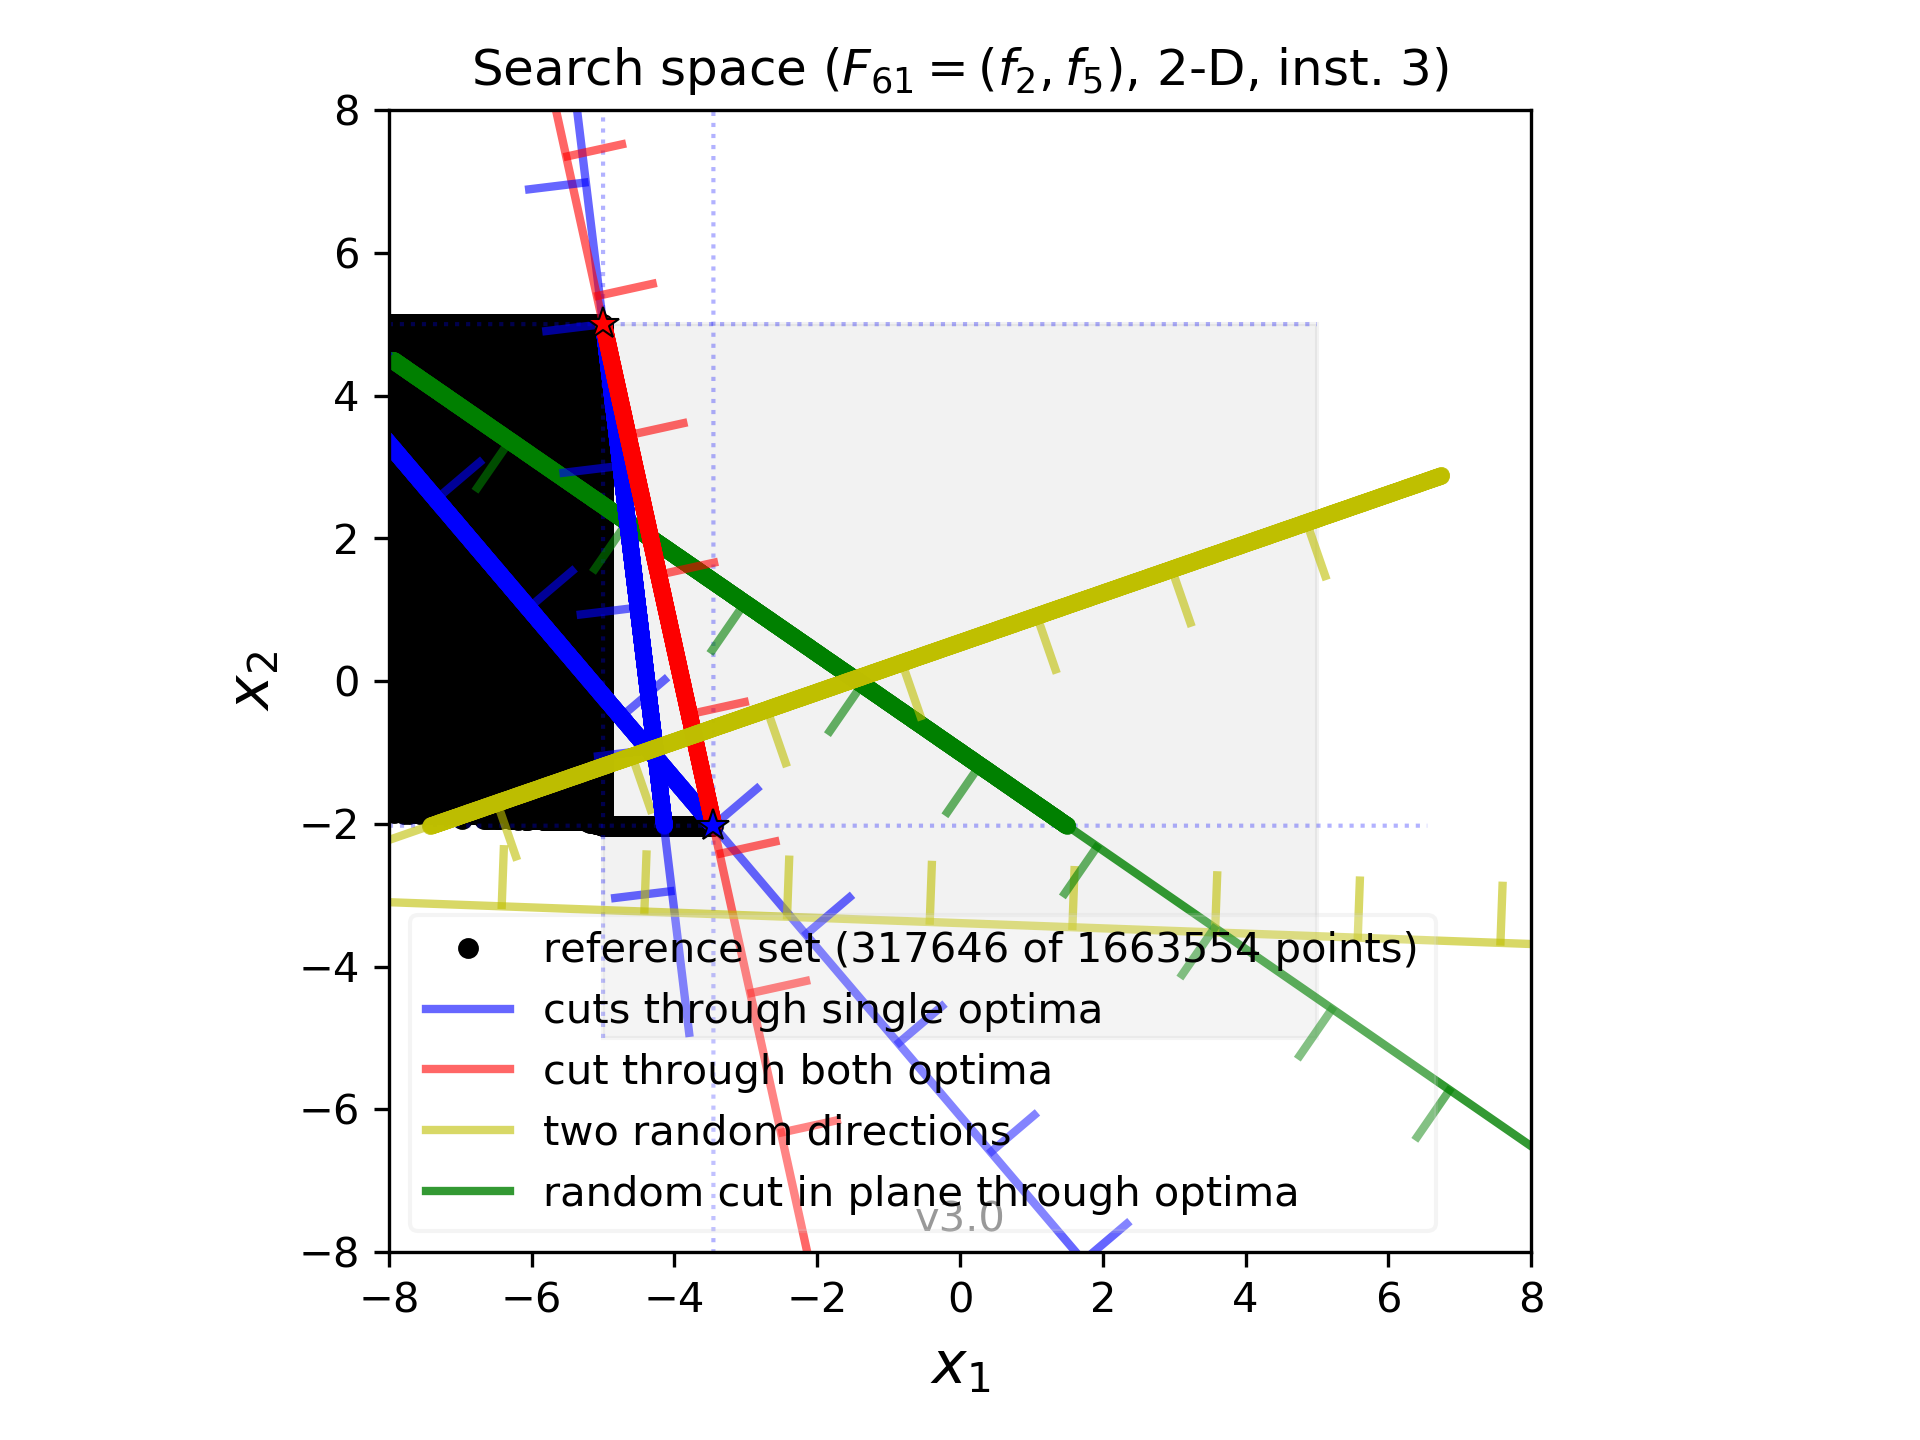 Search space (F61 = (f2, f5), 2-D, inst. 3)
8
6
4
2
0
−2
−4
−6
−8
x2
reference set (317646 of 1663554 points)
cuts through single optima
cut through both optima
two random directions
random cut in plane through optima
v3.0
−8 −6 −4 −2 0 2 4 6 8
x1